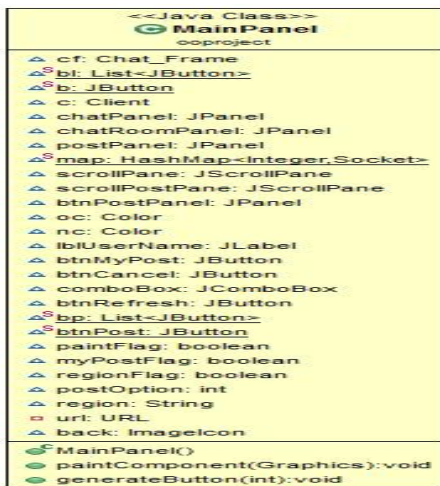 <<Java Class>>
MainPanel
ooproject
cf: Chat_Frame
bl: List<JButton>
b: JButton
c: Client
chatPanel: JPanel
chatRoomPanel: JPanel
postPanel: JPanel
map: HashMap<Integer,Socket>
scrollPane: JScrollPane
scrollPostPane: JScrollPane
btnPostPanel: JPanel
oc: Color
nc: Color
lblUserName: JLabel
btnMyPost: JButton
btnCancel: JButton
comboBox: JComboBox
btnRefresh: JButton
bp: List<JButton>
btnPost: JButton
paintFlag: boolean
myPostFlag: boolean
regionFlag: boolean
postOption: int
region: String
url: URL
back: ImageIcon
MainPanel()
paintComponent(Graphics):void
generateButton(int):void